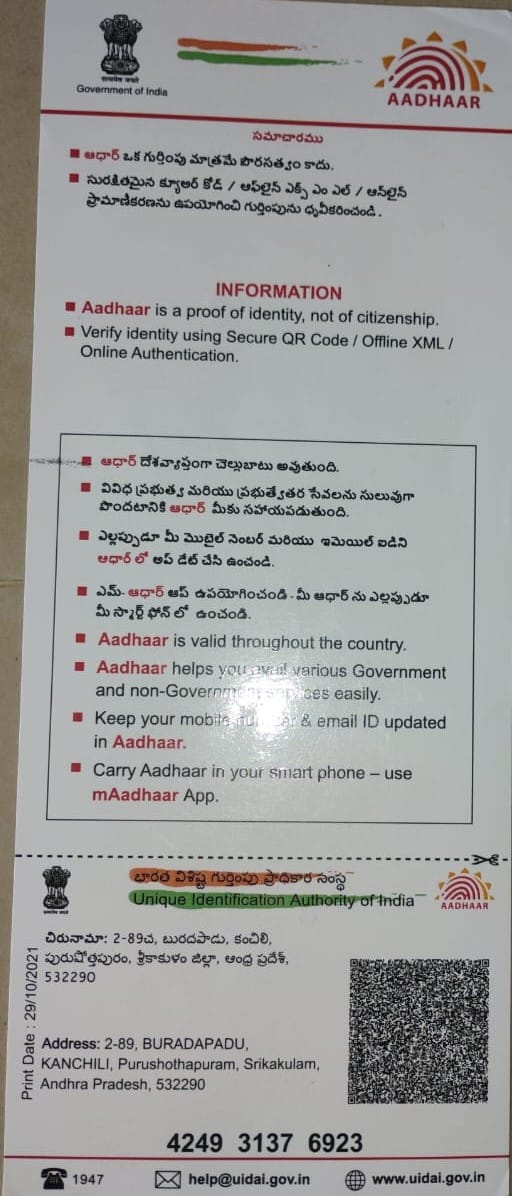 सत्यमेव जयते
Government of India
AADHAAR
సమాచారము
ఆధార్ ఒక గుర్తింపు మాత్రమే పౌరసత్వం కాదు.
సురక్షితమైన క్యూఆర్ కోడ్ / ఆఫ్‌లైన్ ఎక్స్ ఎం ఎల్ / ఆన్‌లైన్
ప్రామాణీకరణను ఉపయోగించి గుర్తింపును ధృవీకరించండి.
INFORMATION
Aadhaar is a proof of identity, not of citizenship.
Verify identity using Secure QR Code / Offline XML /
Online Authentication.
ఆధార్ దేశవ్యాప్తంగా చెల్లుబాటు అవుతుంది.
వివిధ ప్రభుత్వ మరియు ప్రభుత్వేతర సేవలను సులువుగా
పొందటానికి ఆధార్ మీకు సహాయపడుతుంది.
ఎల్లప్పుడూ మీ మొబైల్ నెంబర్ మరియు ఇమెయిల్ ఐడిని
ఆధార్ లో అప్ డేట్ చేసి ఉంచండి.
ఎమ్- ఆధార్ ఆప్ ఉపయోగించండి - మీ ఆధార్ ను ఎల్లప్పుడూ
మీ స్మార్ట్ ఫోన్ లో ఉంచండి.
Aadhaar is valid throughout the country.
Aadhaar helps you avail various Government
and non-Government services easily.
Keep your mobile number & email ID updated
in Aadhaar.
Carry Aadhaar in your smart phone – use
mAadhaar App.
భారత విశిష్ట గుర్తింపు ప్రాధికార సంస్థ
Unique Identification Authority of India
AADHAAR
Print Date : 29/10/2021
చిరునామా: 2-89చ, బురదపాడు, కంచిలి,
పురుషోత్తపురం, శ్రీకాకుళం జిల్లా, ఆంధ్ర ప్రదేశ్,
532290
Address: 2-89, BURADAPADU,
KANCHILI, Purushothapuram, Srikakulam,
Andhra Pradesh, 532290
4249 3137 6923
1947
help@uidai.gov.in
www.uidai.gov.in